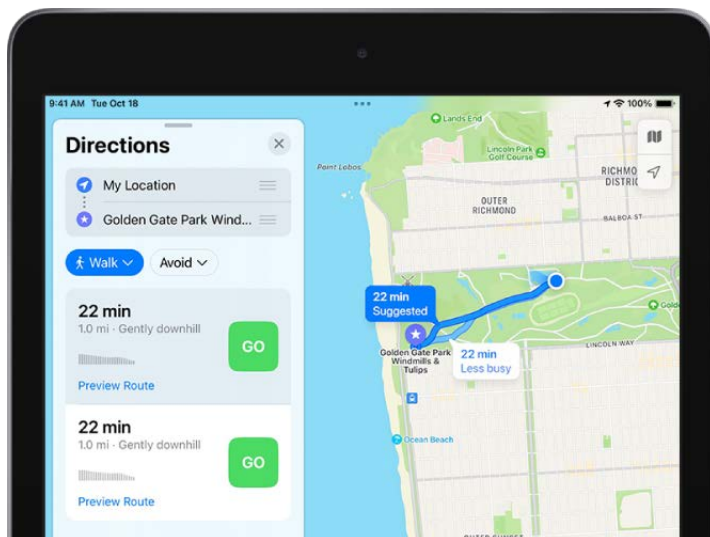 9:41 AM Tue Oct 18
100%
Directions
My Location
Golden Gate Park Wind...
Walk
Avoid
22 min
1.0 mi · Gently downhill
GO
Preview Route
22 min
1.0 mi · Gently downhill
GO
Preview Route
Lands End
Lincoln Park
Golf Course
Point Lobos
OUTER
RICHMOND
BALBOA ST
22 min
Suggested
Golden Gate Park
Windmills &
Tulips
22 min
Less busy
LINCOLN WAY
Ocean Beach